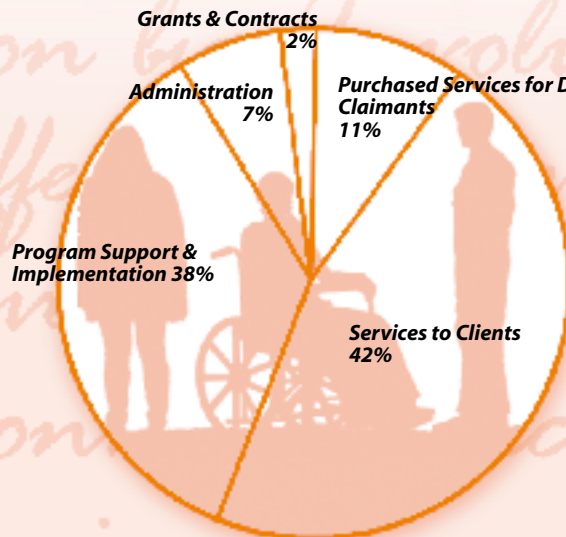 Grants & Contracts
2%
Administration
7%
Purchased Services for D
Claimants
11%
Program Support &
Implementation 38%
Services to Clients
42%